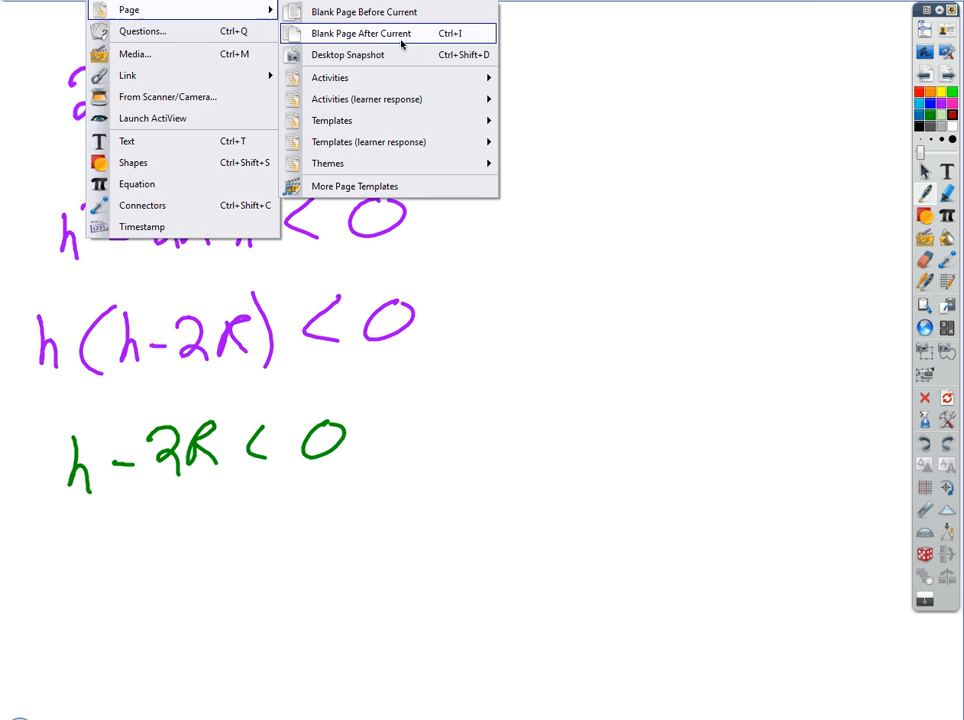 Page
Blank Page Before Current
Questions... Ctrl+Q
Blank Page After Current Ctrl+I
Media... Ctrl+M
Desktop Snapshot Ctrl+Shift+D
Link
Activities
From Scanner/Camera...
Activities (learner response)
Launch ActiView
Templates
Text Ctrl+T
Templates (learner response)
Shapes Ctrl+Shift+S
Themes
Equation
More Page Templates
Connectors Ctrl+Shift+C
Timestamp
< 0
h(h-2R) < 0
h - 2R < 0